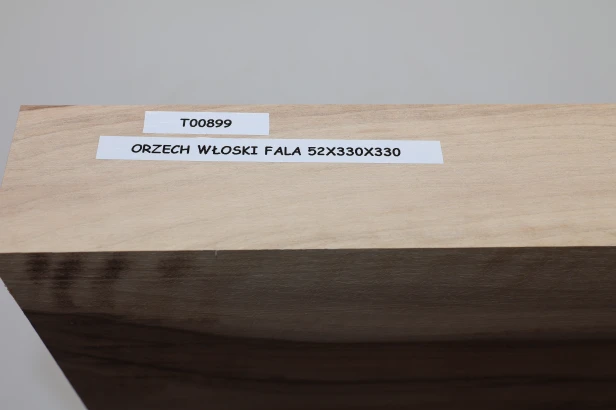 T00899
ORZECH WŁOSKI FALA 52X330X330